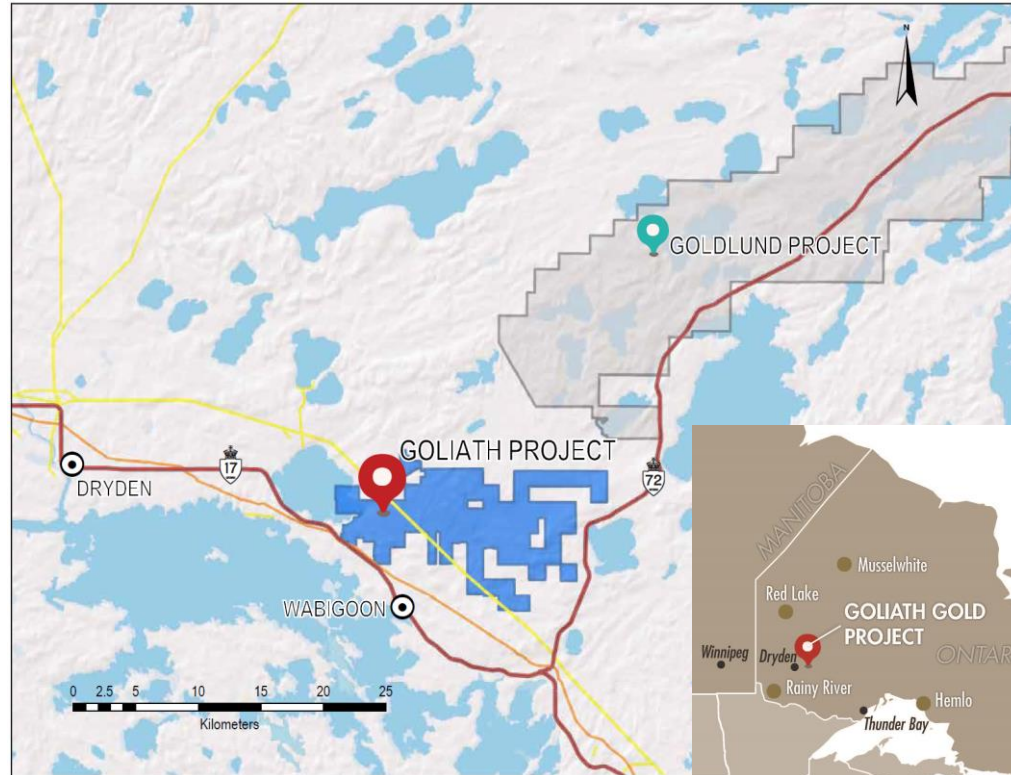 N
GOLDLUND PROJECT
GOLIATH PROJECT
17
DRYDEN
72
WABIGOON
0 2.5 5 10 15 20 25
Kilometers
MANITOBA
Musselwhite
Red Lake
GOLIATH GOLD
PROJECT
Winnipeg
Dryden
ONTAR
Rainy River
Hemlo
Thunder Bay